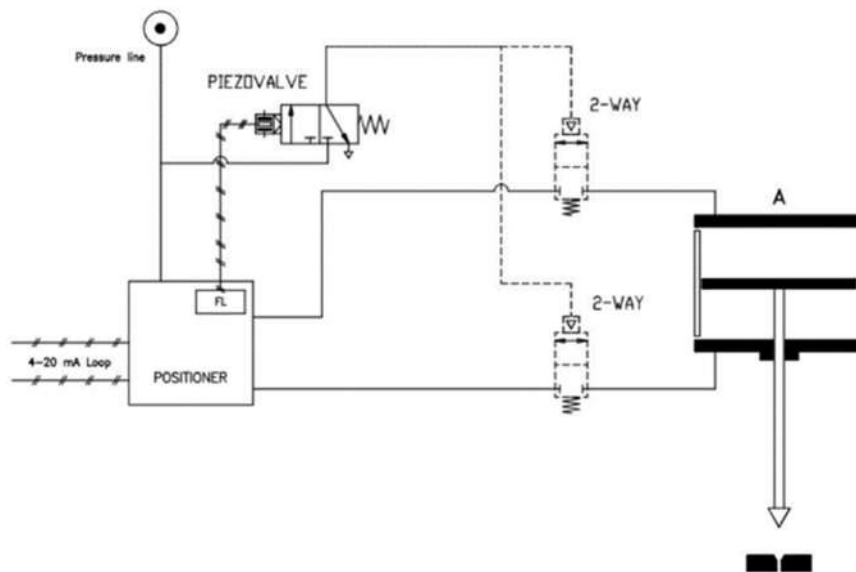 Pressure line
PIEZOVALVE
2-WAY
A
2-WAY
FL
4-20 mA Loop
POSITIONER